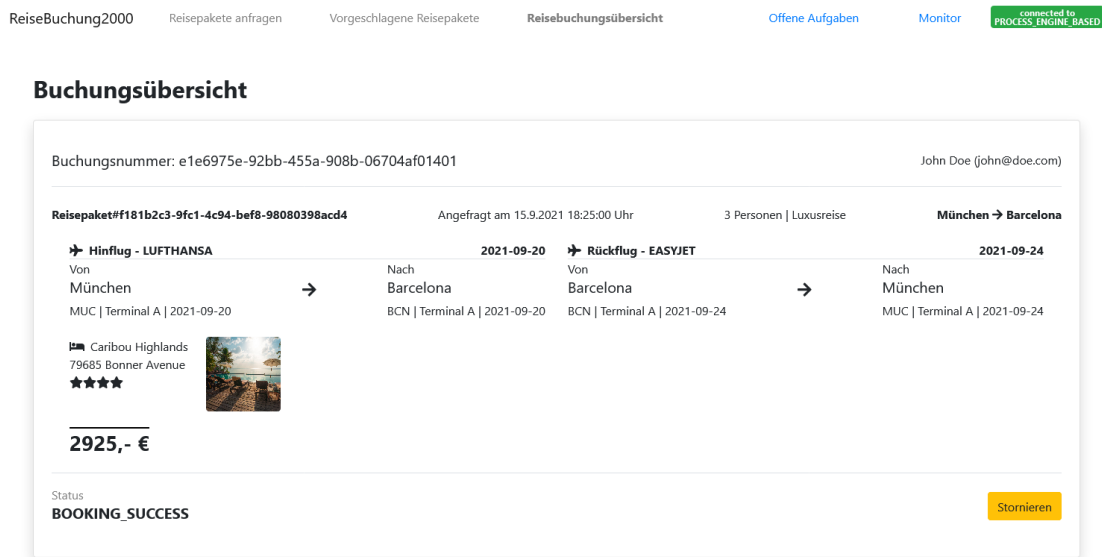 ReiseBuchung2000 Reisepakete anfragen Vorgeschlagene Reisepakete Reisebuchungsübersicht Offene Aufgaben Monitor connected to
PROCESS_ENGINE_BASED
Buchungsübersicht
Buchungsnummer: e1e6975e-92bb-455a-908b-06704af01401 John Doe (john@doe.com)
Reisepaket#f181b2c3-9fc1-4c94-bef8-98080398acd4 Angefragt am 15.9.2021 18:25:00 Uhr 3 Personen | Luxusreise München → Barcelona
Hinflug - LUFTHANSA 2021-09-20 Rückflug - EASYJET 2021-09-24
Von Nach Von Nach
München → Barcelona Barcelona → München
MUC | Terminal A | 2021-09-20 BCN | Terminal A | 2021-09-20 BCN | Terminal A | 2021-09-24 MUC | Terminal A | 2021-09-24
Caribou Highlands
79685 Bonner Avenue
★★★★
2925,- €
Status
BOOKING_SUCCESS Stornieren